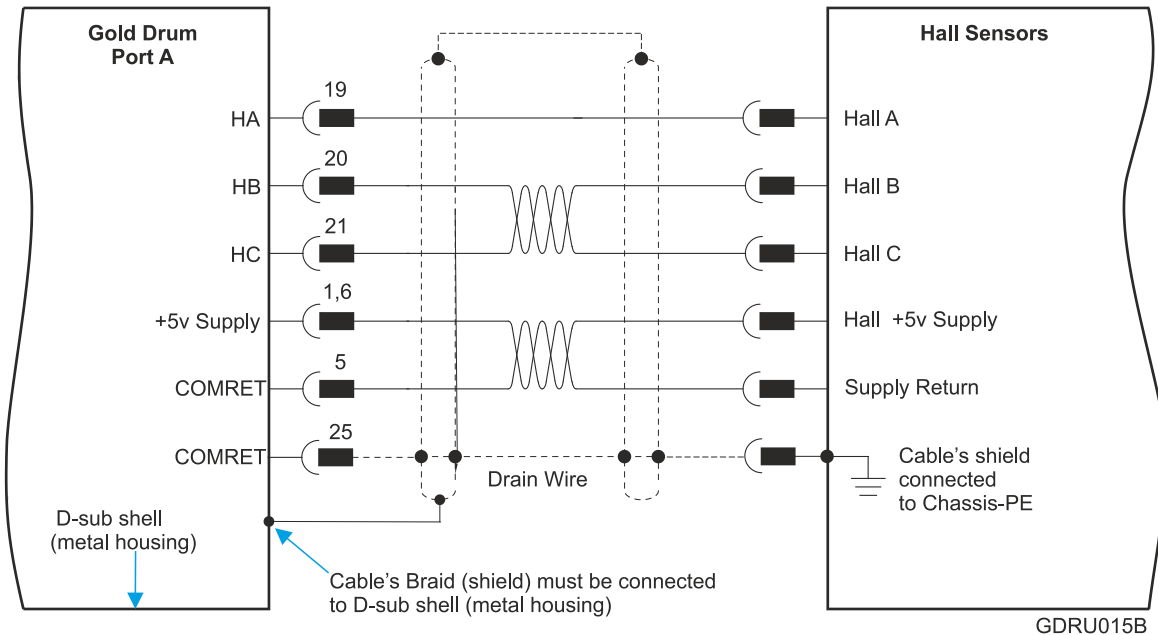 Gold Drum
Port A
Hall Sensors
19
HA
Hall A
20
HB
Hall B
21
HC
Hall C
1,6
+5v Supply
Hall +5v Supply
5
COMRET
Supply Return
25
COMRET
Drain Wire
Cable's shield
connected
to Chassis-PE
D-sub shell
(metal housing)
Cable's Braid (shield) must be connected
to D-sub shell (metal housing)
GDRU015B